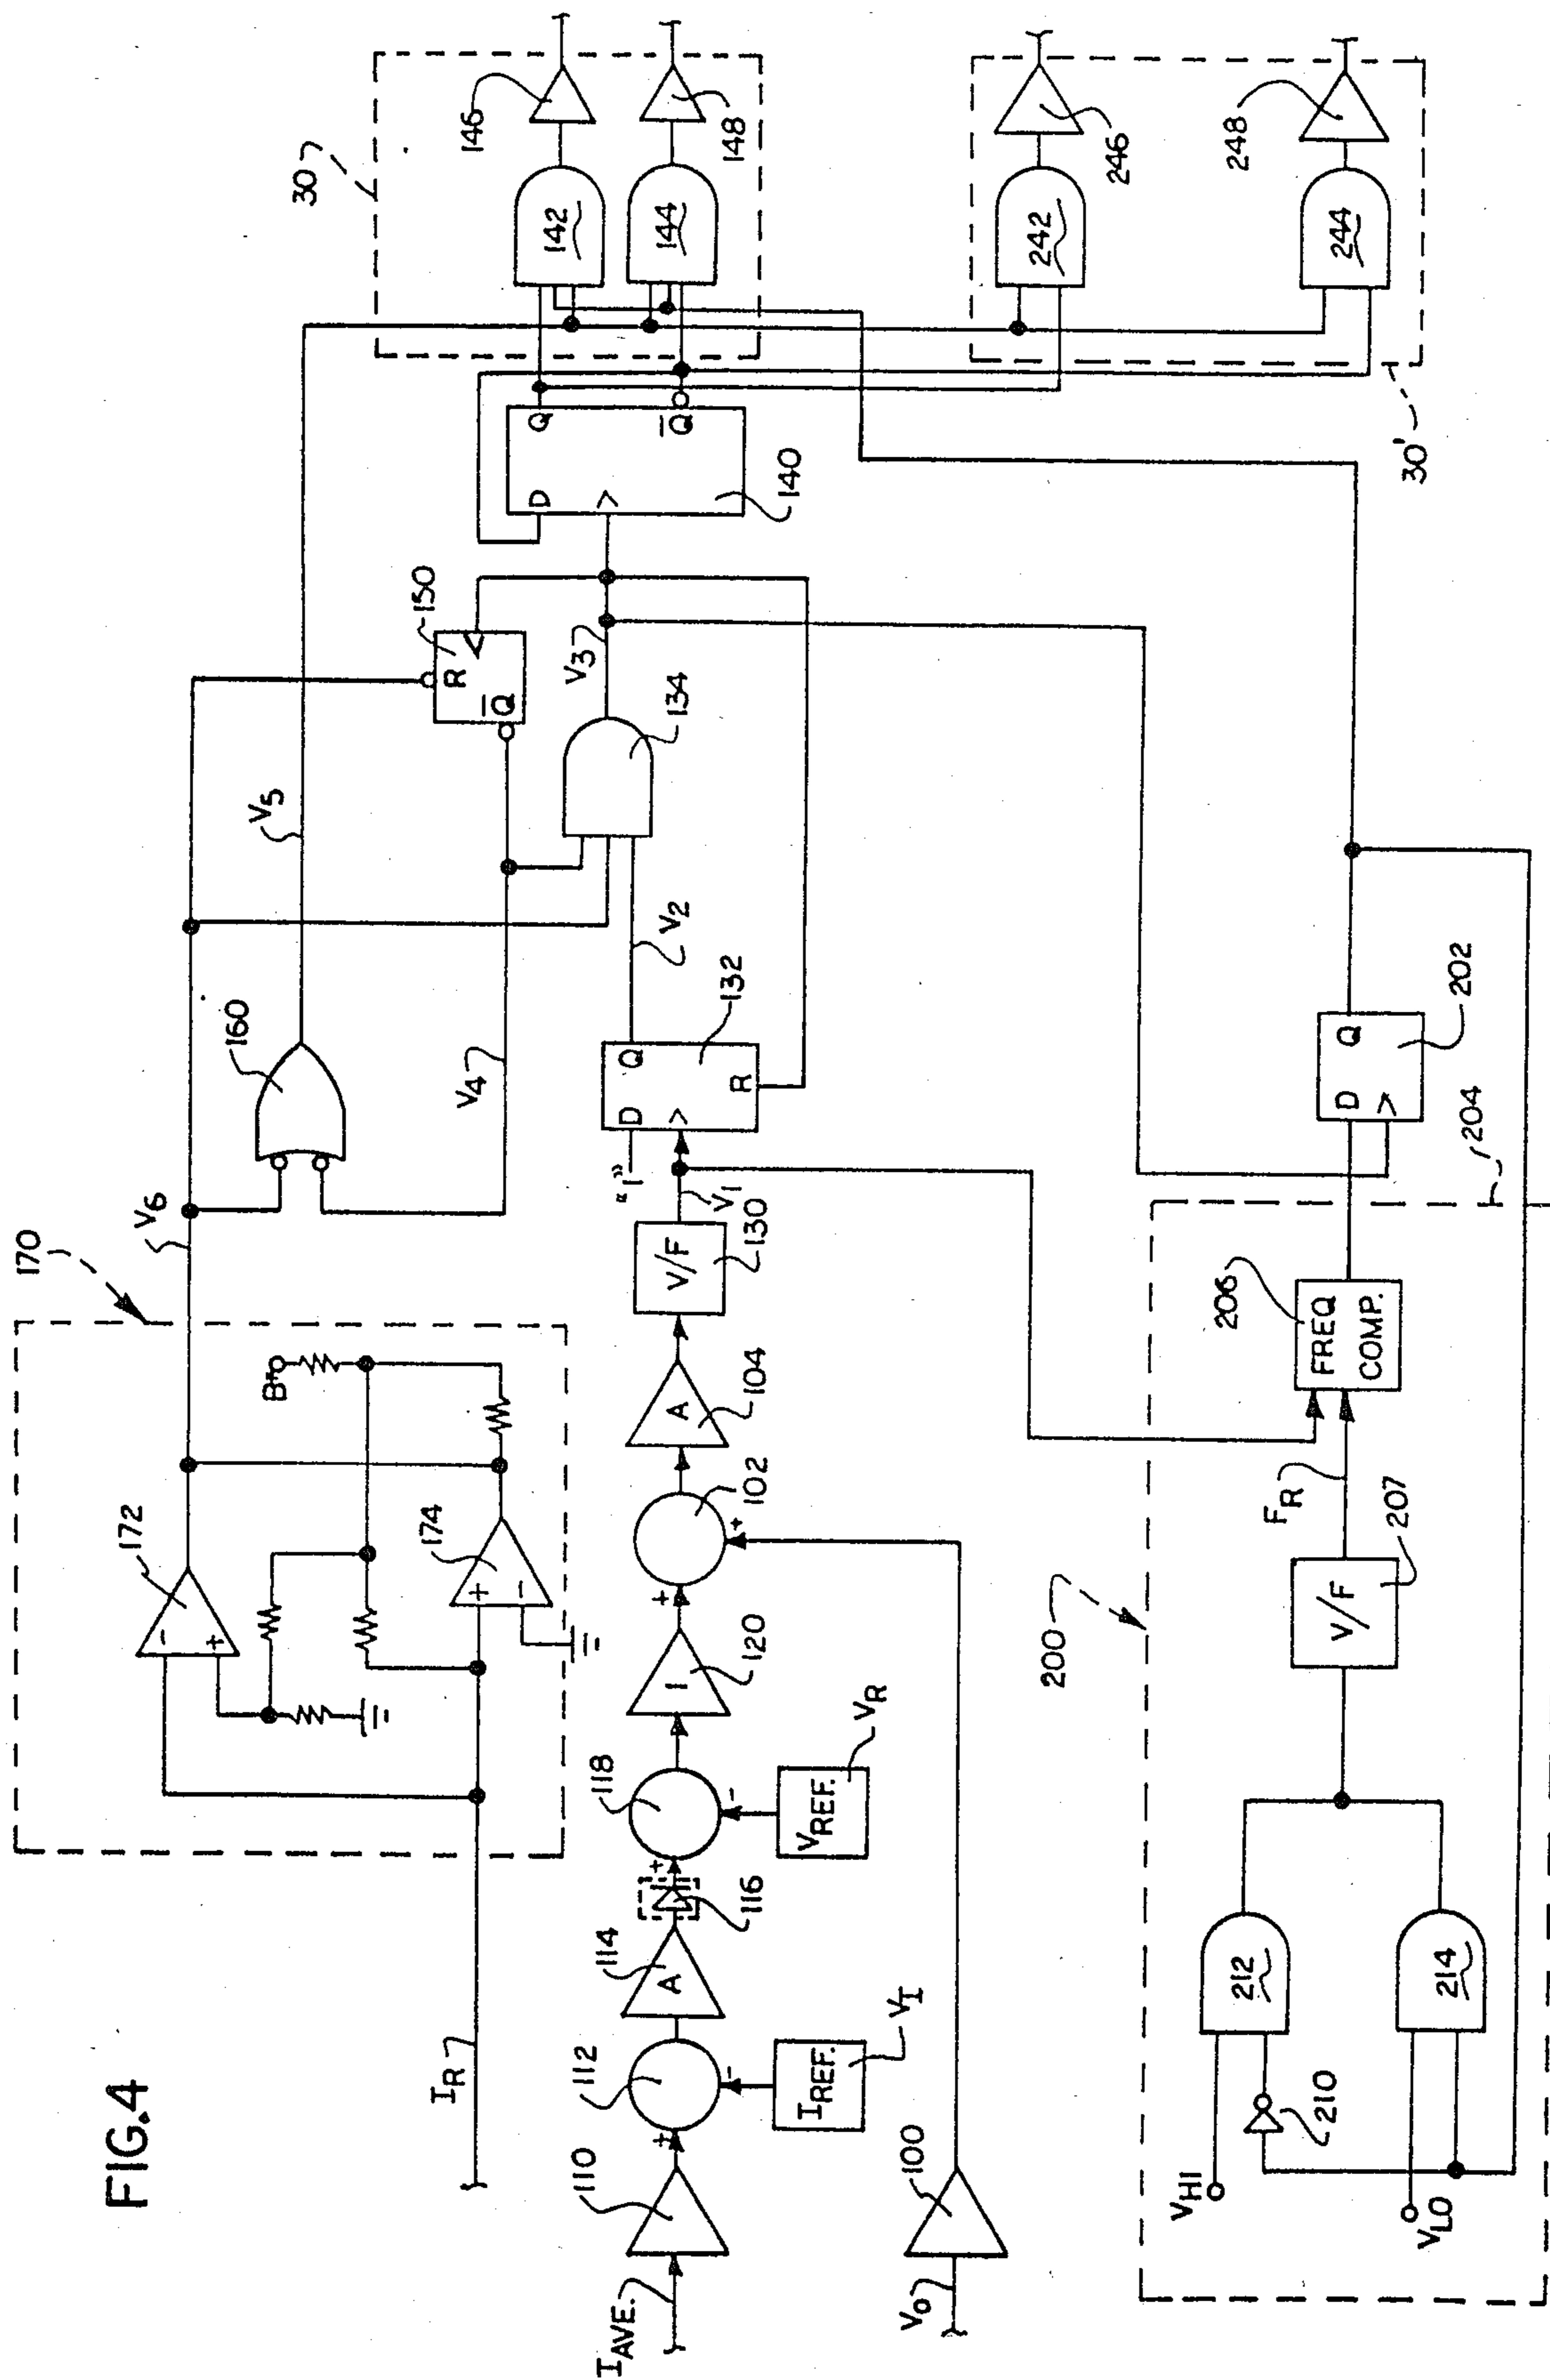 FIG.4
170
172
174
B+
V6
160
V5
V4
150
R
Q̅
V3
134
V2
132
D
Q
R
"1"
V1
130
V/F
104
A
102
+
+
120
I
118
+
-
VREF.
VR
116
114
A
112
+
-
IREF.
VI
110
IAVE.
IR
100
V0
140
D
Q
Q̅
30
142
144
146
148
30'
242
244
246
248
200
202
D
Q
204
206
FREQ
COMP.
FR
207
V/F
212
214
210
VHI
VLO
-
+
+
-